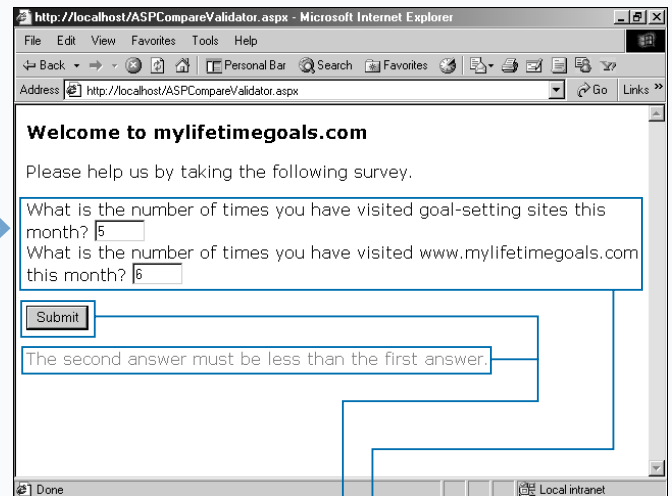 http://localhost/ASPCompareValidator.aspx - Microsoft Internet Explorer
File Edit View Favorites Tools Help
Back Personal Bar Search Favorites
Address http://localhost/ASPCompareValidator.aspx Go Links »
Welcome to mylifetimegoals.com
Please help us by taking the following survey.
What is the number of times you have visited goal-setting sites this
month? 5
What is the number of times you have visited www.mylifetimegoals.com
this month? 6
Submit
The second answer must be less than the first answer.
Done Local intranet